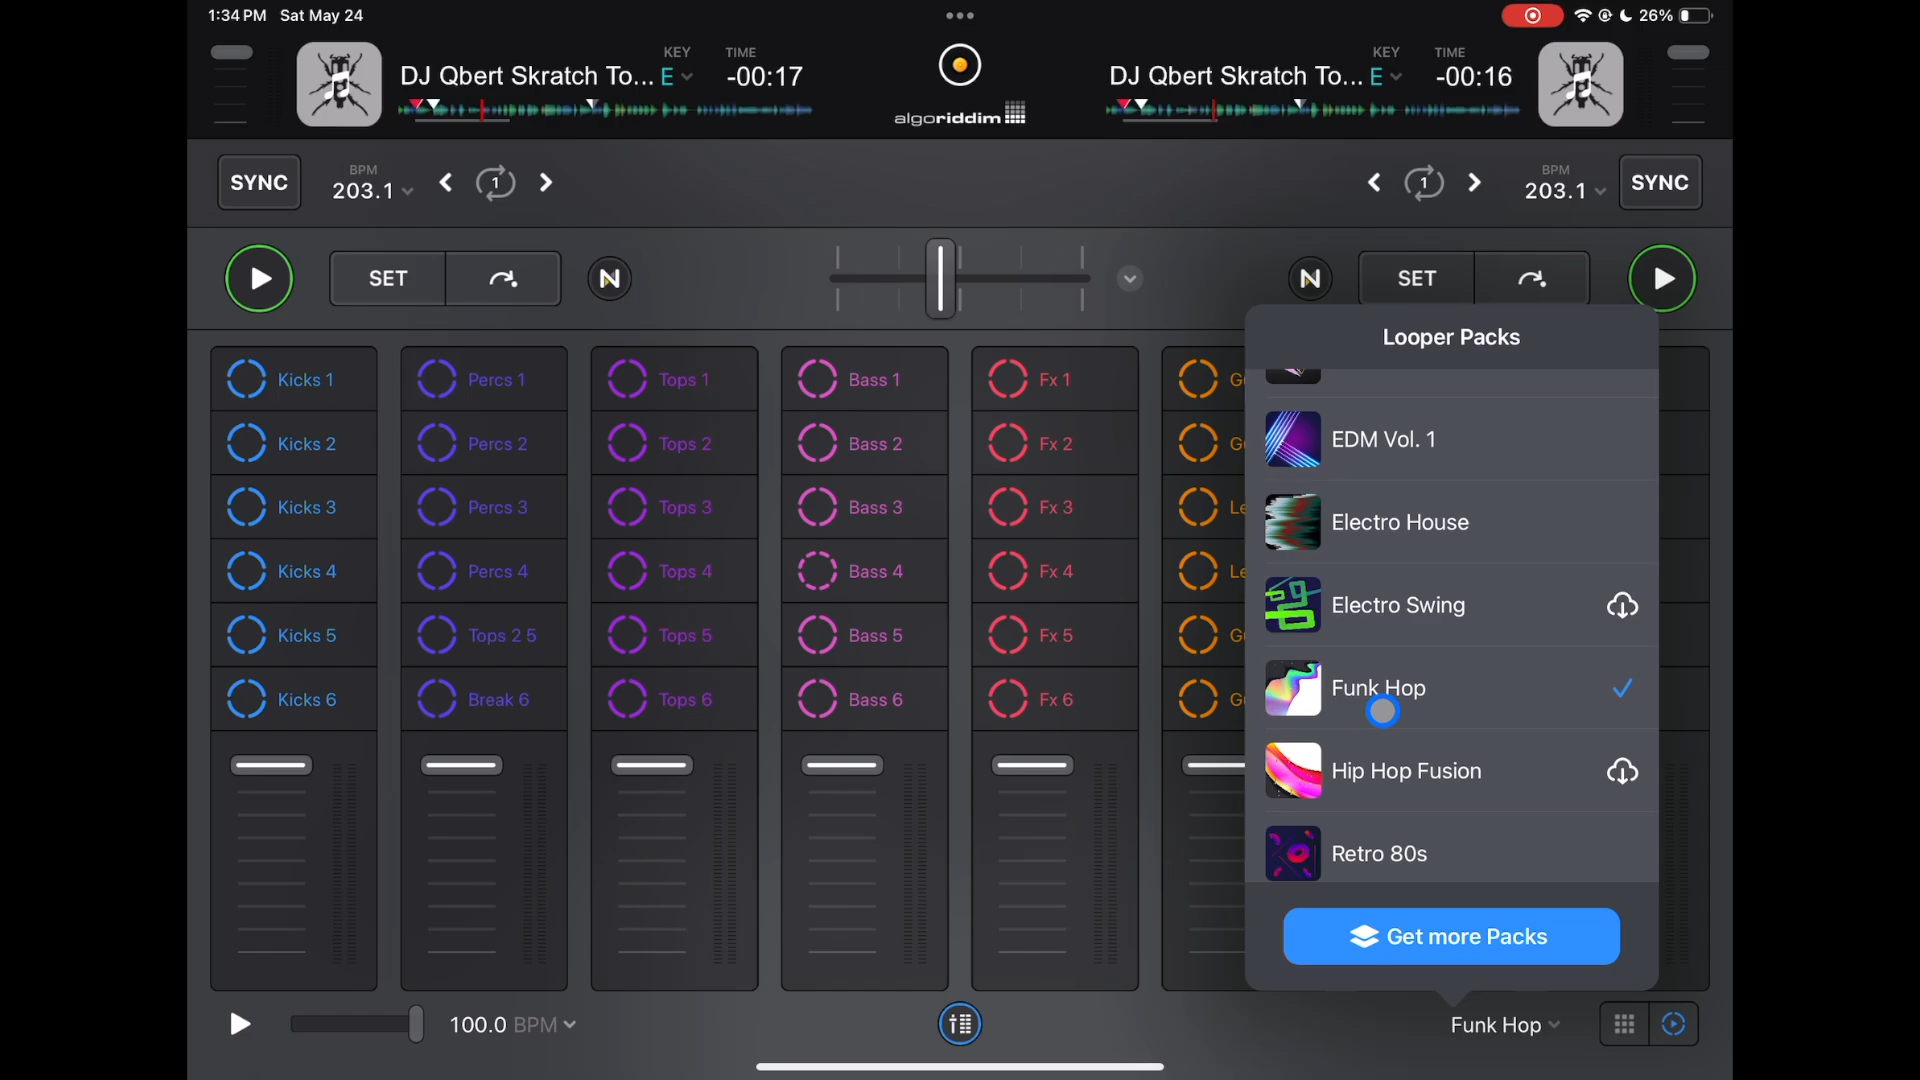 1:34 PM Sat May 24
26%
DJ Qbert Skratch To...
KEY
E
TIME
-00:17
algoriddim
DJ Qbert Skratch To...
KEY
E
TIME
-00:16
SYNC
BPM
203.1
1
1
BPM
203.1
SYNC
SET
SET
Kicks 1
Percs 1
Tops 1
Bass 1
Fx 1
Kicks 2
Percs 2
Tops 2
Bass 2
Fx 2
Kicks 3
Percs 3
Tops 3
Bass 3
Fx 3
Le
Kicks 4
Percs 4
Tops 4
Bass 4
Fx 4
Le
Kicks 5
Tops 2 5
Tops 5
Bass 5
Fx 5
Kicks 6
Break 6
Tops 6
Bass 6
Fx 6
Looper Packs
EDM Vol. 1
Electro House
Electro Swing
Funk Hop
Hip Hop Fusion
Retro 80s
Get more Packs
100.0 BPM
Funk Hop